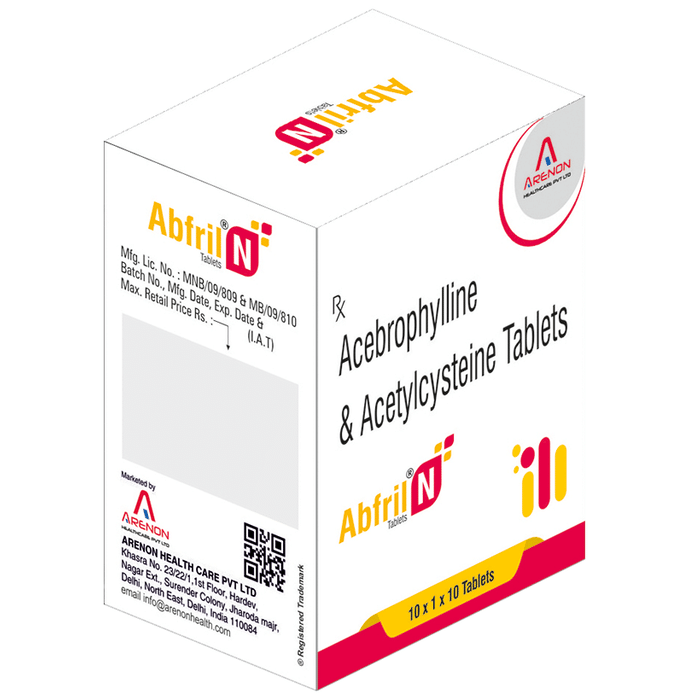 Abfril® N
Tablets
ARENON
HEALTHCARE PVT LTD
Rx
Acebrophylline
& Acetylcysteine Tablets
Abfril® N
Tablets
10 x 1 x 10 Tablets
Abfril® N
Tablets
Mfg. Lic. No. : MNB/09/809 & MB/09/810
Batch No., Mfg. Date, Exp. Date &
Max. Retail Price Rs. :
(I.A.T)
Marketed by
ARENON
HEALTHCARE PVT LTD
ARENON HEALTH CARE PVT LTD
Khasra No. 23/22/1,1st Floor, Hardev,
Nagar Ext., Surender Colony, Jharoda majr,
Delhi, North East, Delhi, India 110084
email info@arenonhealth.com
® Registered Trademark